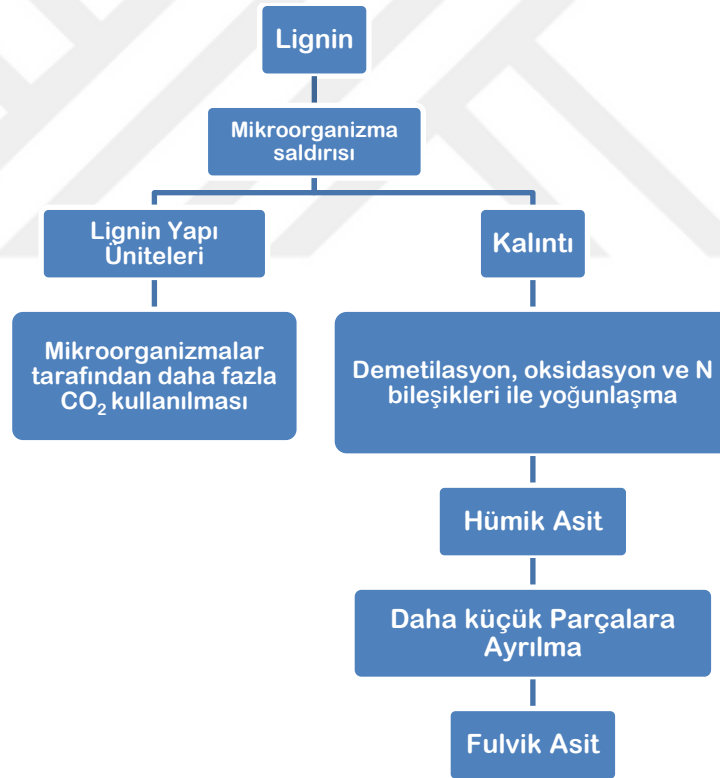 Lignin
Mikroorganizma
saldırısı
Lignin Yapı
Üniteleri
Kalıntı
Mikroorganizmalar
tarafından daha fazla
CO₂ kullanılması
Demetilasyon, oksidasyon ve N
bileşikleri ile yoğunlaşma
Hümik Asit
Daha küçük Parçalara
Ayrılma
Fulvik Asit